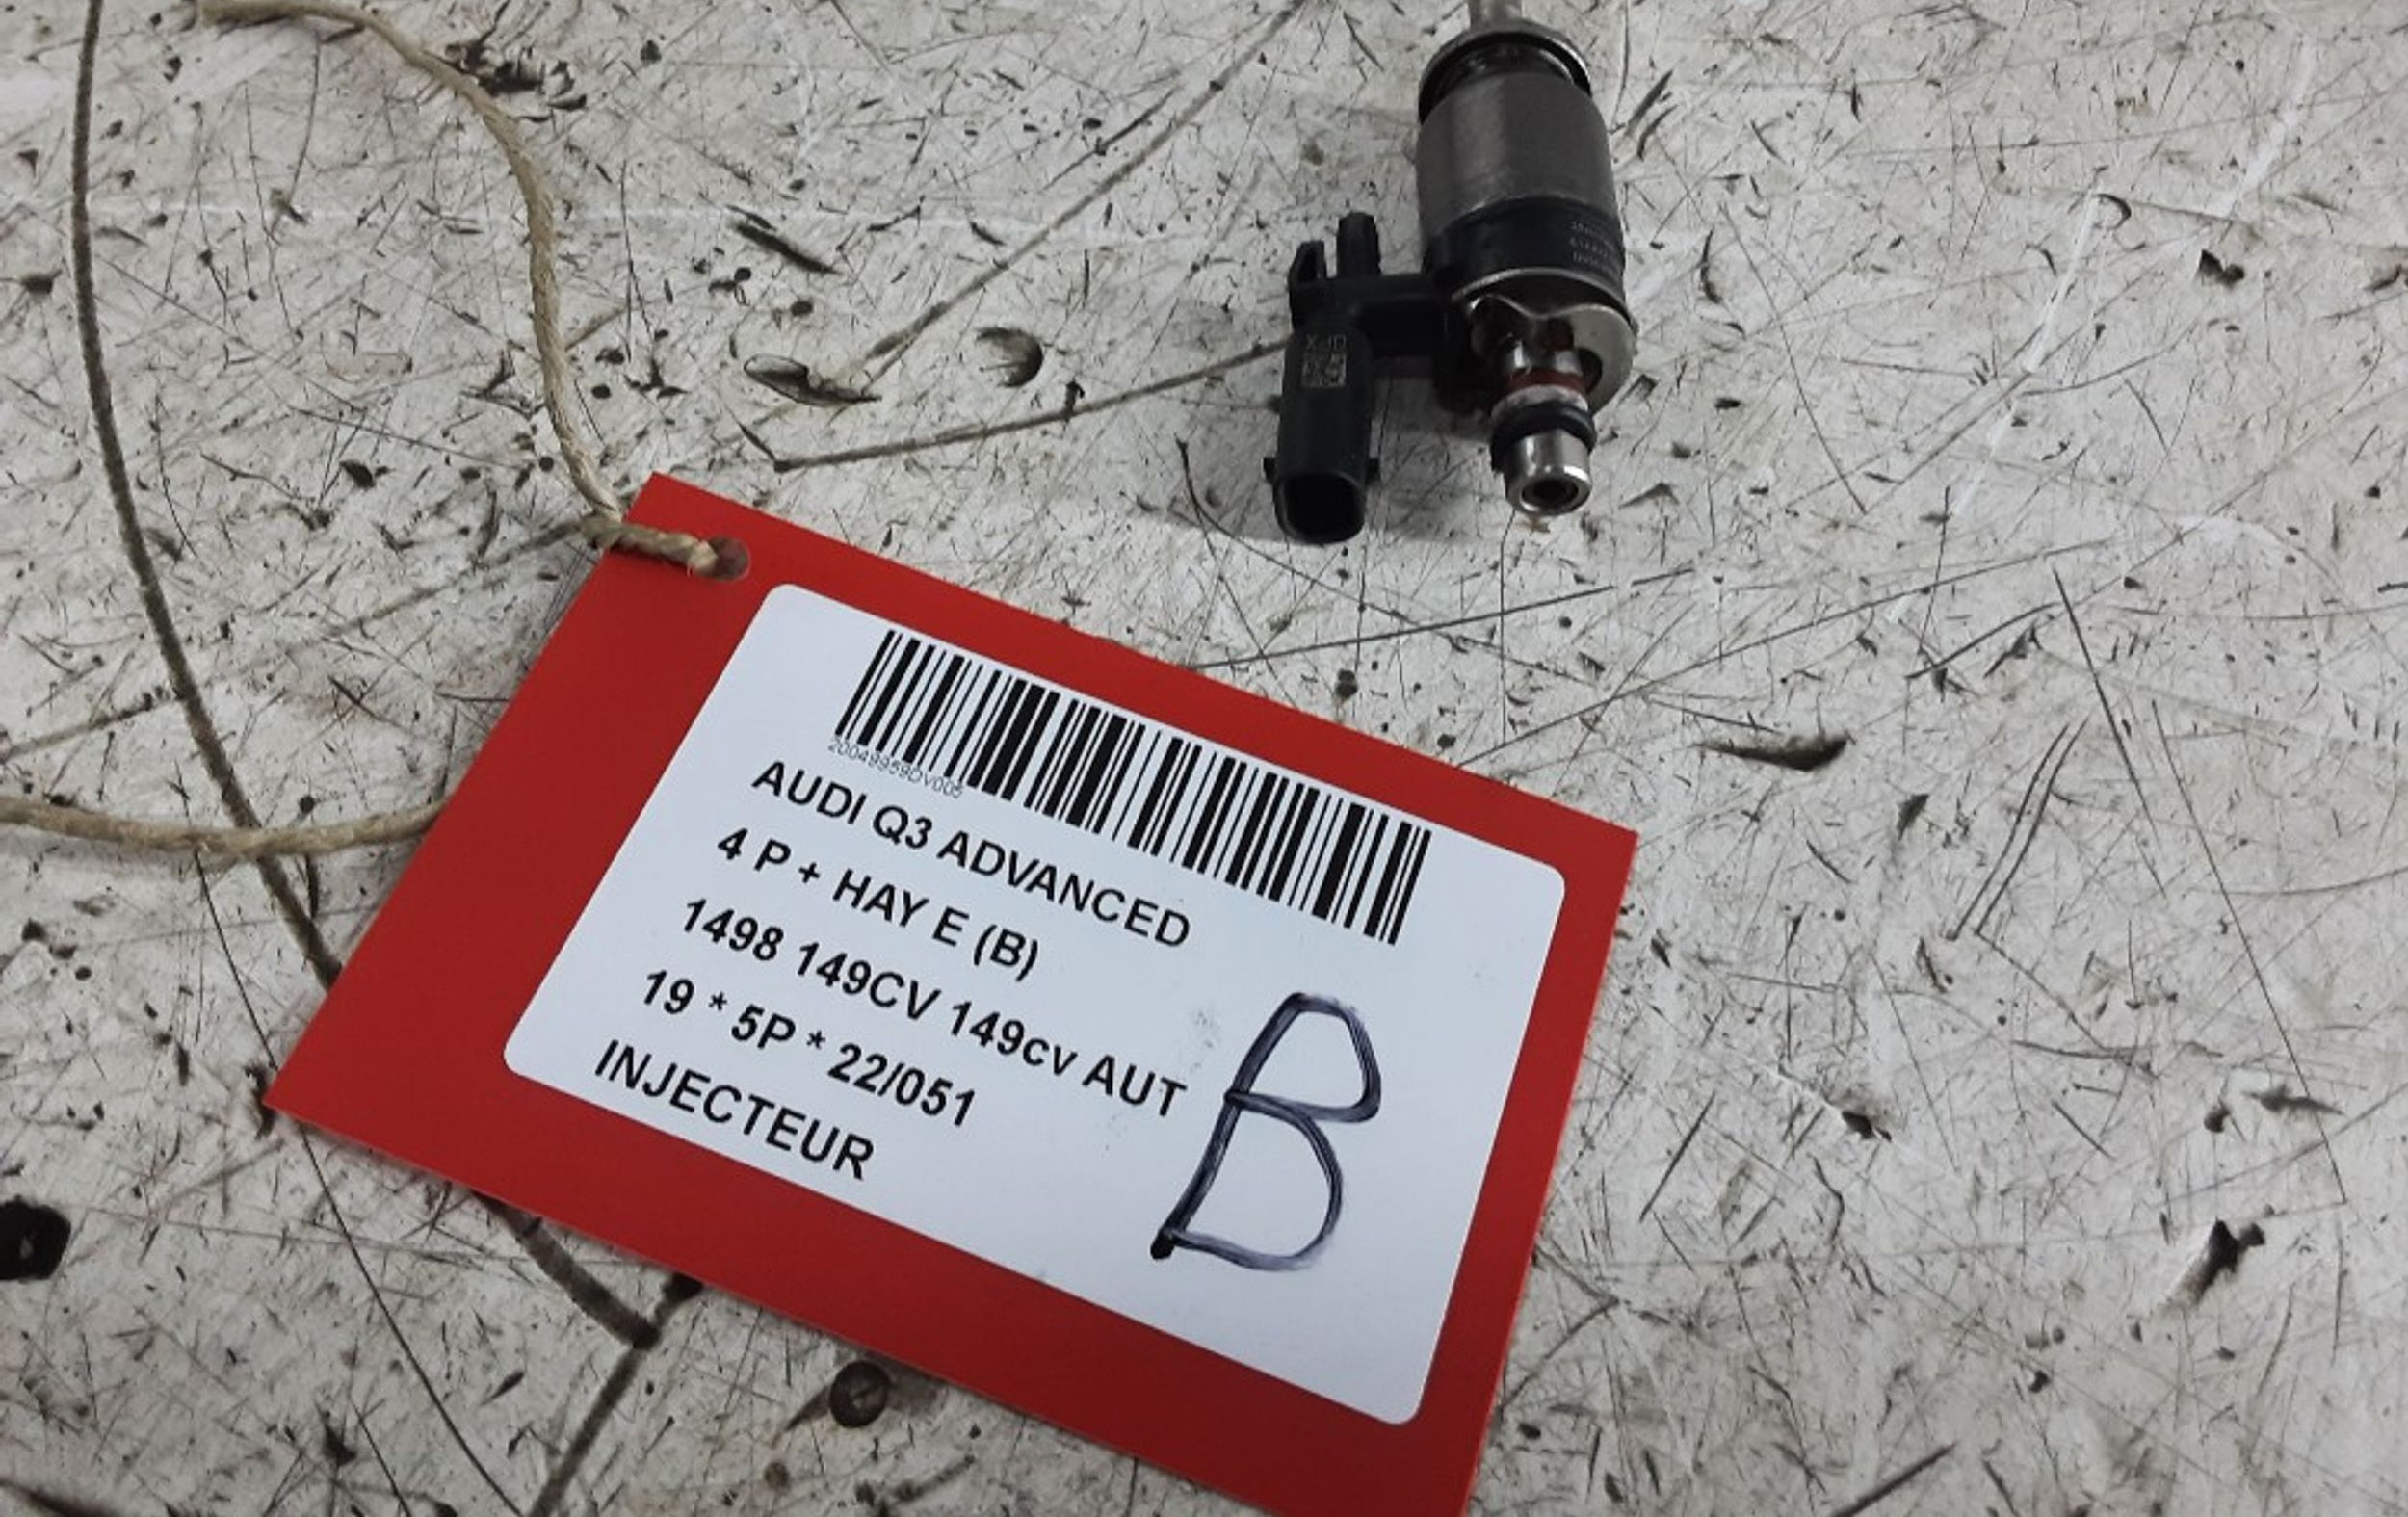 20049959DV005
AUDI Q3 ADVANCED
4 P + HAY E (B)
1498 149CV 149cv AUT
19 * 5P * 22/051
INJECTEUR
B